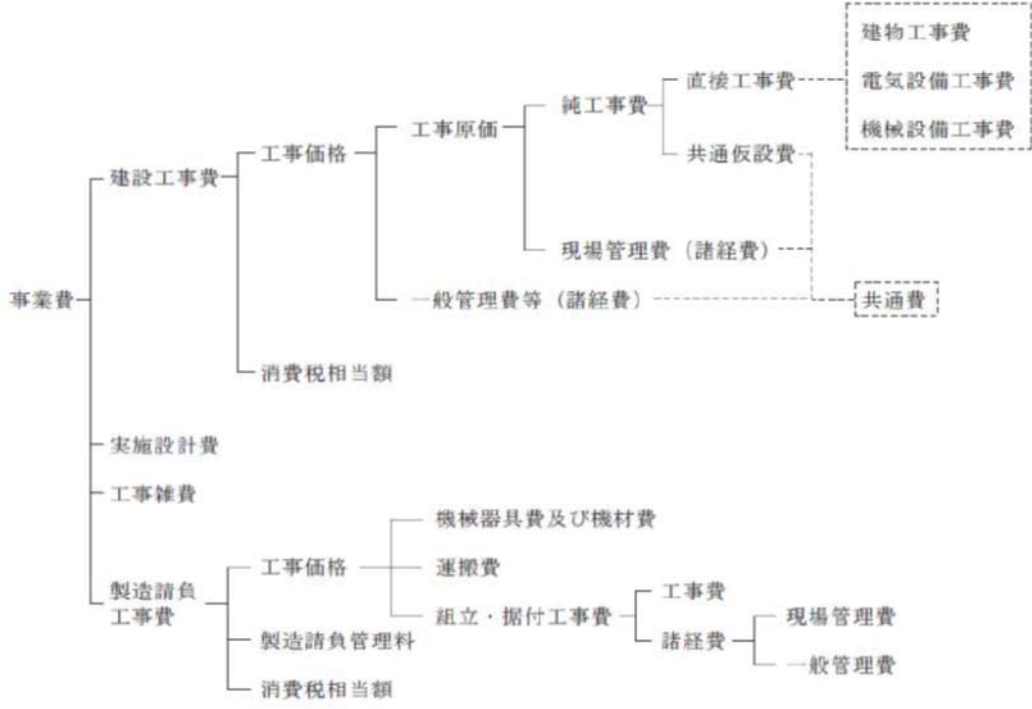 建物工事費
直接工事費
電気設備工事費
純工事費
工事原価
機械設備工事費
工事価格
共通仮設費
建設工事費
現場管理費（諸経費）
事業費
一般管理費等（諸経費）
共通費
消費税相当額
実施設計費
工事雑費
機械器具費及び機材費
工事価格
運搬費
製造請負
工事費
工事費
組立・据付工事費
現場管理費
製造請負管理料
諸経費
一般管理費
消費税相当額